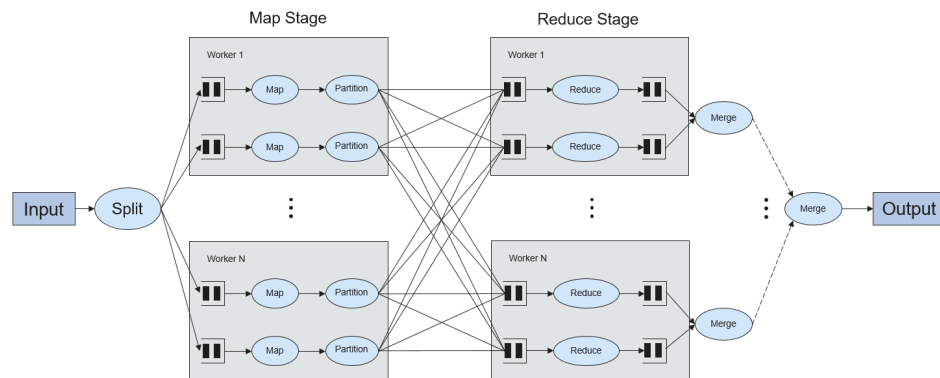 Map Stage
Reduce Stage
Worker 1
Map
Partition
Map
Partition
Worker 1
Reduce
Reduce
Merge
Input
Split
Merge
Output
Worker N
Map
Partition
Map
Partition
Worker N
Reduce
Reduce
Merge